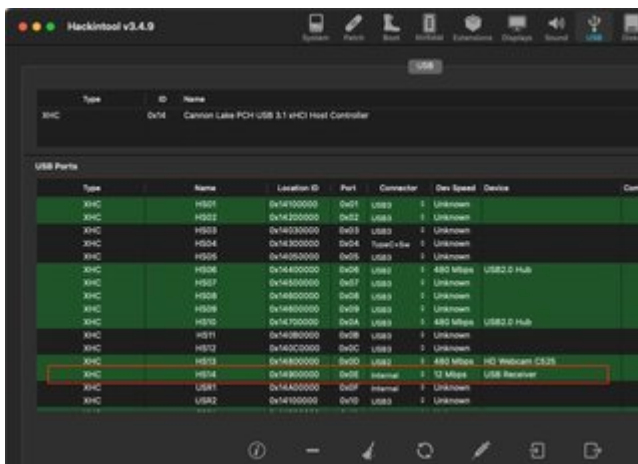 Hackintool v3.4.9
System Patch Boot NVRAM Extensions Displays Sound USB
USB
Type ID Name
XHC 0x14 Cannon Lake PCH USB 3.1 xHCI Host Controller
USB Ports
Type Name Location ID Port Connector Dev Speed Device
XHC HS01 0x14100000 0x01 USB3 Unknown
XHC HS02 0x14200000 0x02 USB3 Unknown
XHC HS03 0x14030000 0x03 USB3 Unknown
XHC HS04 0x14300000 0x04 TypeC+Sw Unknown
XHC HS05 0x14050000 0x05 USB3 Unknown
XHC HS06 0x14400000 0x06 USB3 480 Mbps USB2.0 Hub
XHC HS07 0x14500000 0x07 USB3 Unknown
XHC HS08 0x14600000 0x08 USB3 Unknown
XHC HS09 0x09 USB3 Unknown
XHC HS10 0x14700000 0x0A USB3 480 Mbps USB2.0 Hub
XHC HS11 0x140B0000 0x0B USB3 Unknown
XHC HS12 0x140C0000 0x0C USB3 Unknown
XHC HS13 0x14800000 0x0D USB3 480 Mbps HD Webcam C525
XHC HS14 0x14900000 0x0E Internal 12 Mbps USB Receiver
XHC USR1 0x14A00000 0x0F Internal Unknown
XHC USR2 0x14100000 0x10 USB3 Unknown